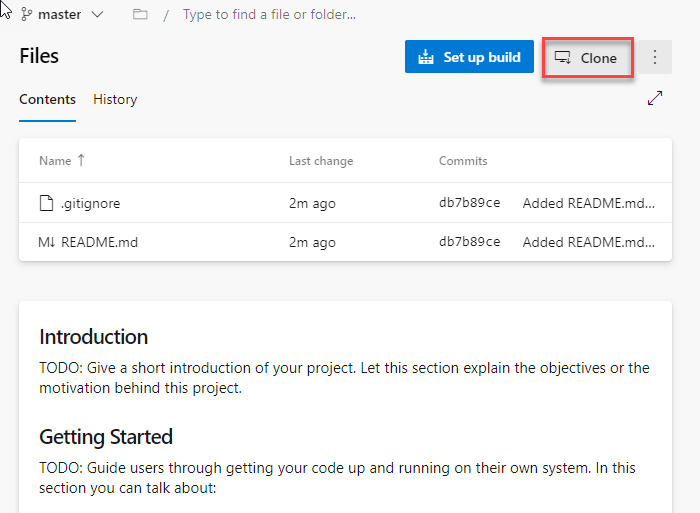 master / Type to find a file or folder...
Files Set up build Clone
Contents History
Name ↑ Last change Commits
.gitignore 2m ago db7b89ce Added README.md...
M↓ README.md 2m ago db7b89ce Added README.md...
Introduction
TODO: Give a short introduction of your project. Let this section explain the objectives or the
motivation behind this project.
Getting Started
TODO: Guide users through getting your code up and running on their own system. In this
section you can talk about: